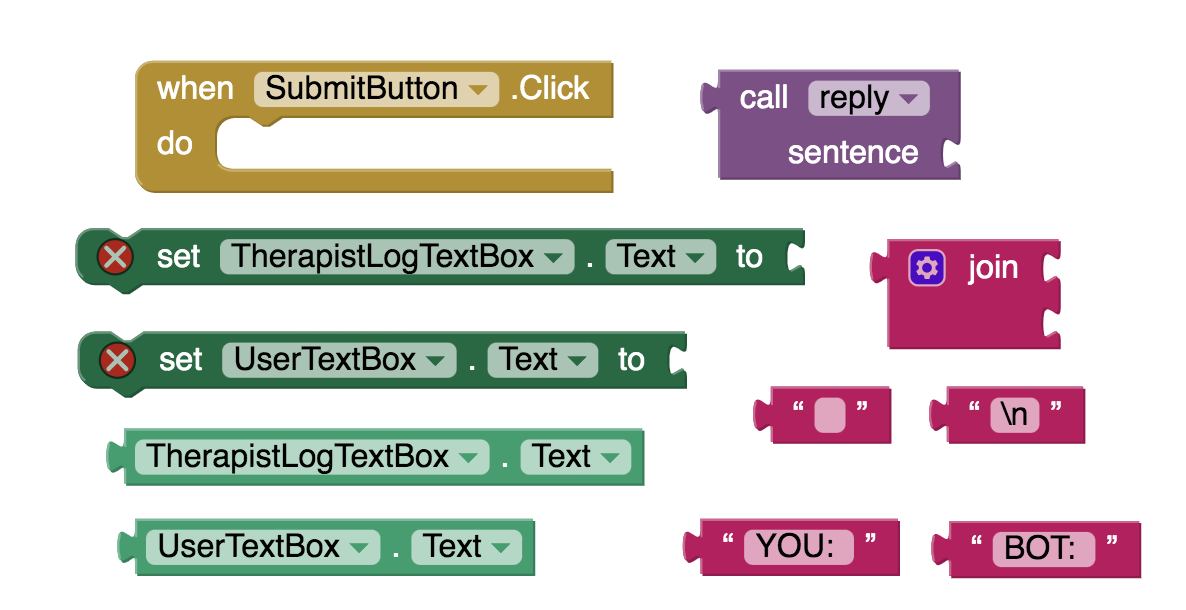 when SubmitButton .Click
do
call reply
sentence
set TherapistLogTextBox . Text to
join
set UserTextBox . Text to
“ ”
“ \n ”
TherapistLogTextBox . Text
UserTextBox . Text
“ YOU: ”
“ BOT: ”